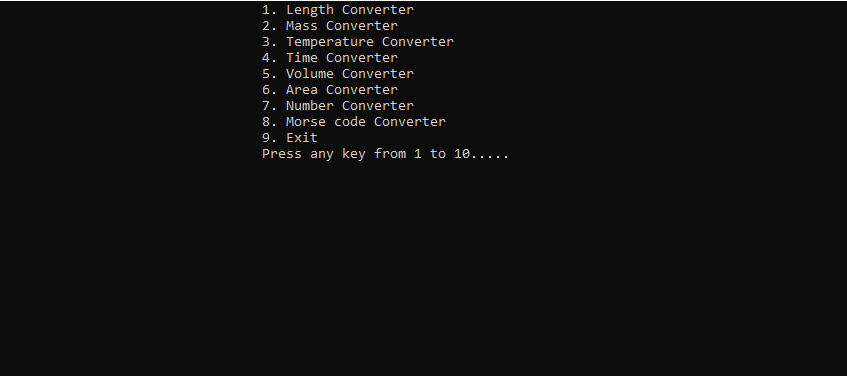 1. Length Converter
2. Mass Converter
3. Temperature Converter
4. Time Converter
5. Volume Converter
6. Area Converter
7. Number Converter
8. Morse code Converter
9. Exit
Press any key from 1 to 10.....